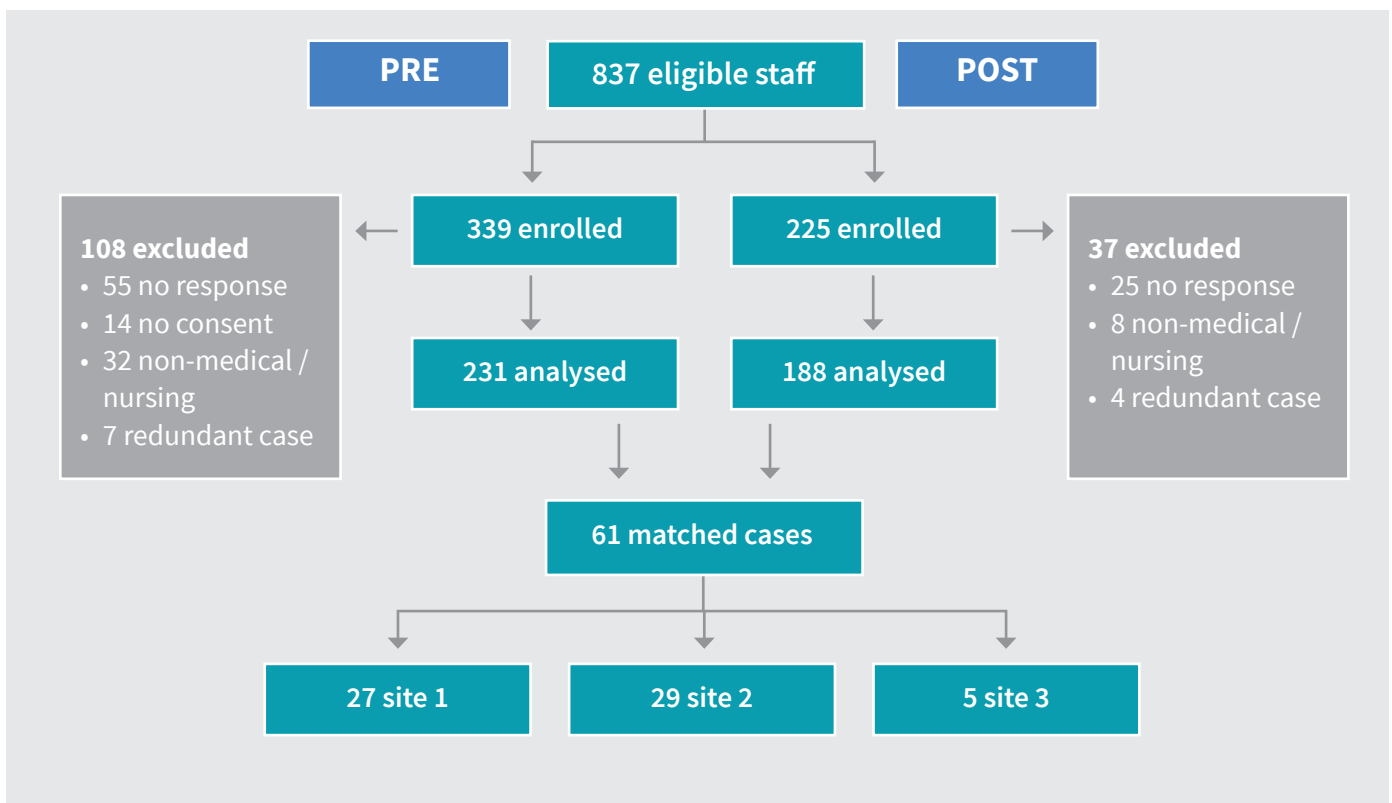 PRE
837 eligible staff
POST
339 enrolled
225 enrolled
108 excluded
• 55 no response
• 14 no consent
• 32 non-medical /
nursing
• 7 redundant case
37 excluded
• 25 no response
• 8 non-medical /
nursing
• 4 redundant case
231 analysed
188 analysed
61 matched cases
27 site 1
29 site 2
5 site 3